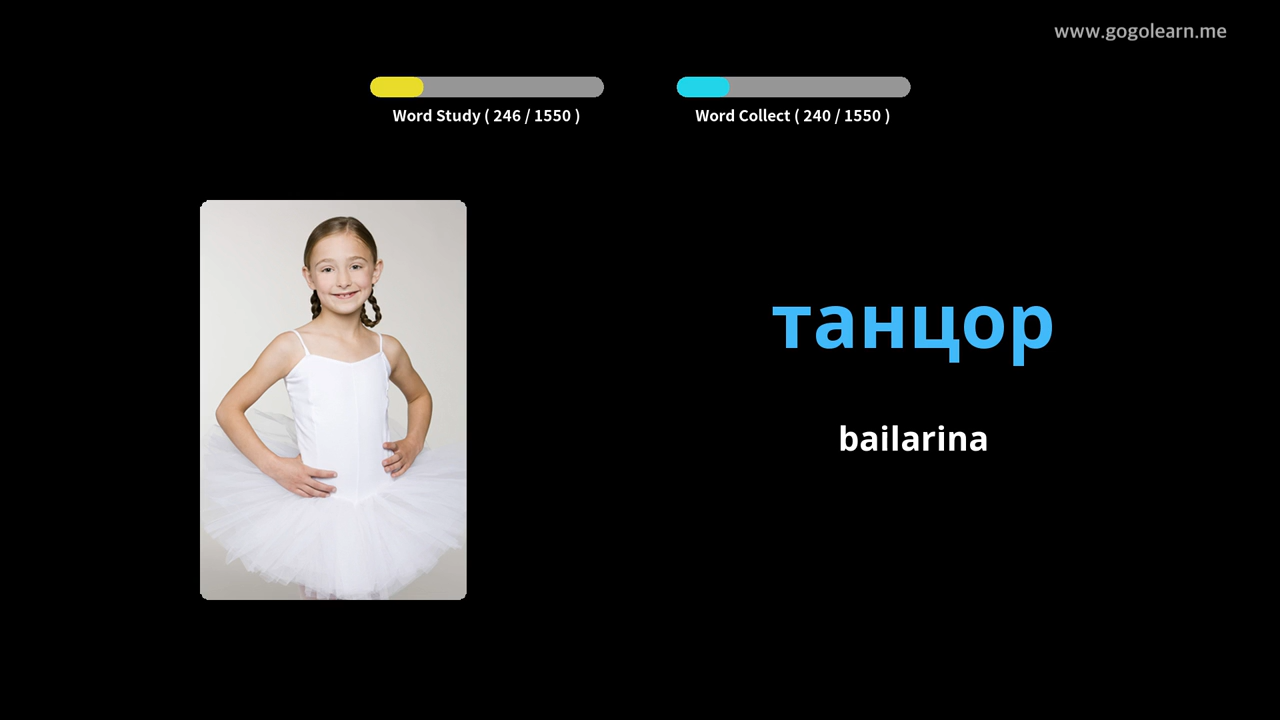 www.gogolearn.me
Word Study ( 246 / 1550 )
Word Collect ( 240 / 1550 )
танцор
bailarina